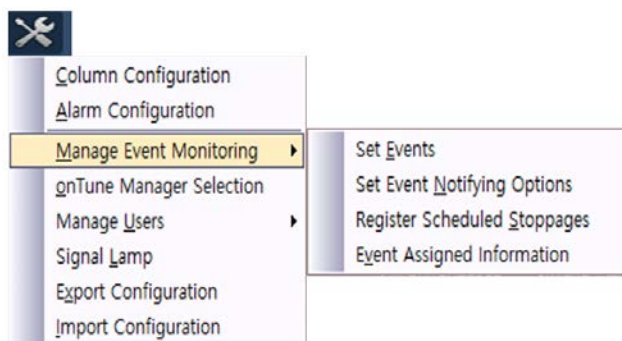 Column Configuration
Alarm Configuration
Manage Event Monitoring
onTune Manager Selection
Manage Users
Signal Lamp
Export Configuration
Import Configuration
Set Events
Set Event Notifying Options
Register Scheduled Stoppages
Event Assigned Information